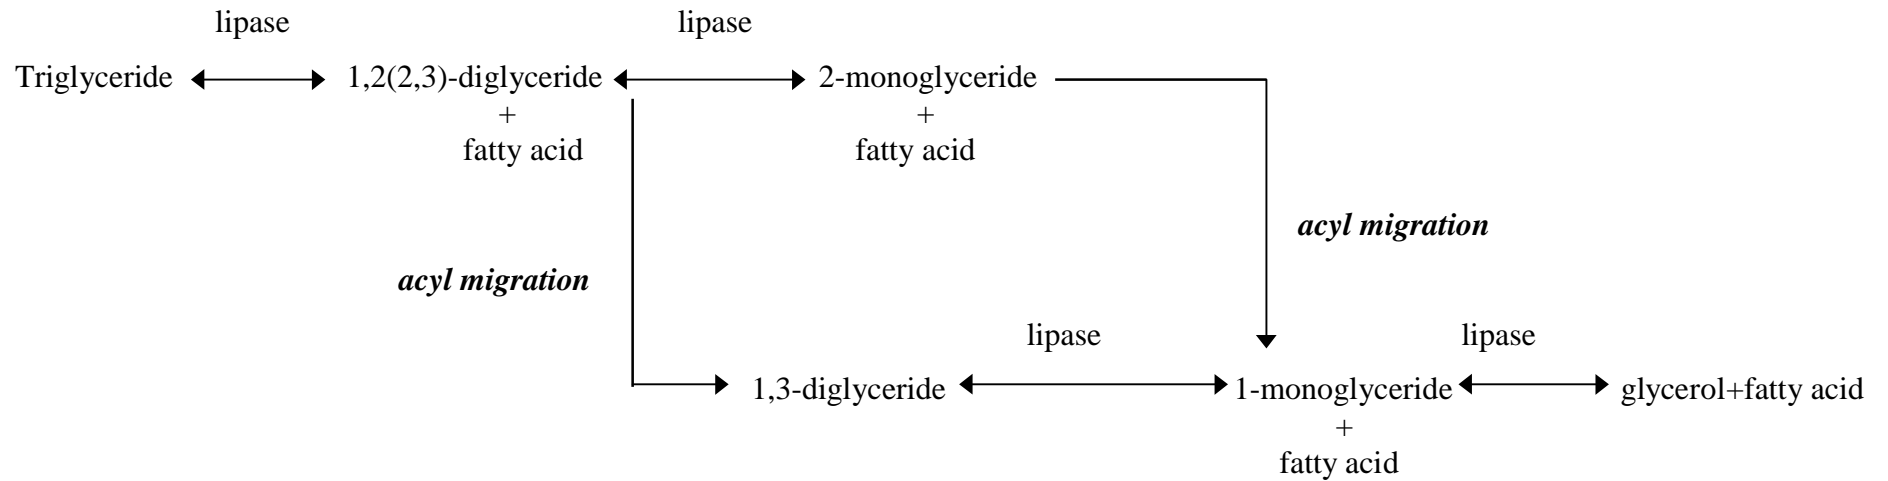 lipase lipase
Triglyceride 1,2(2,3)-diglyceride 2-monoglyceride
+ +
fatty acid fatty acid
acyl migration
acyl migration
lipase lipase
1,3-diglyceride 1-monoglyceride glycerol+fatty acid
+
fatty acid